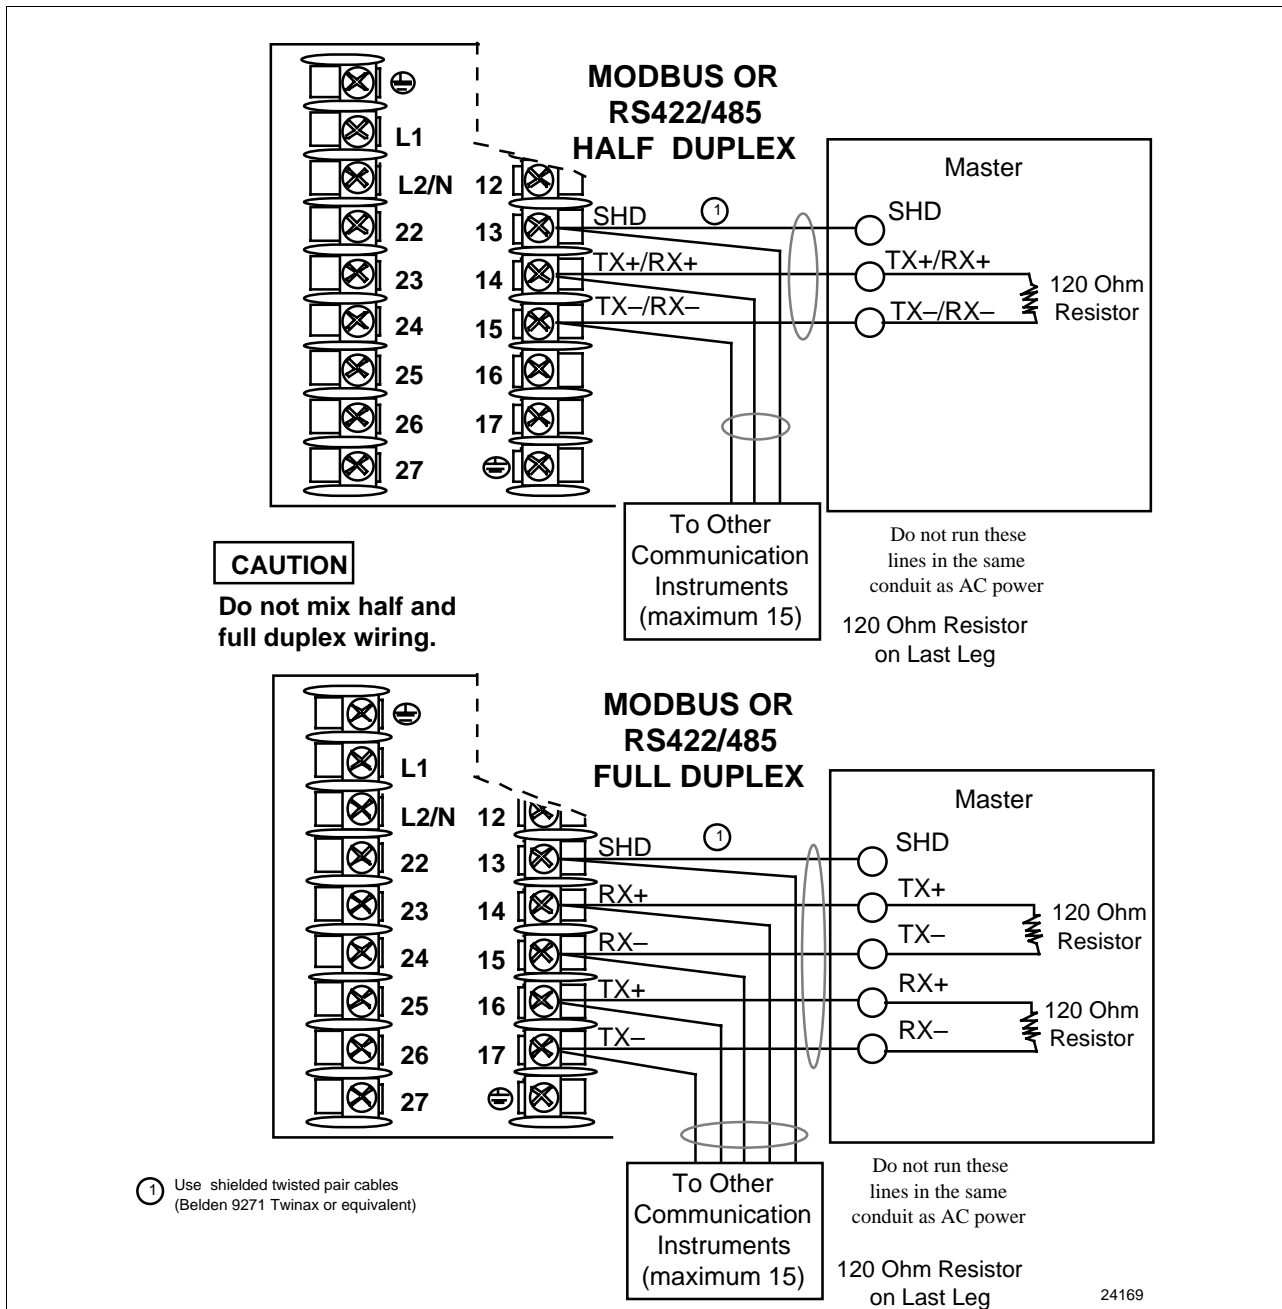 MODBUS OR
RS422/485
HALF DUPLEX
L1
L2/N
22
23
24
25
26
27
12
13
14
15
16
17
SHD
1
TX+/RX+
TX–/RX–
Master
SHD
TX+/RX+
TX–/RX–
120 Ohm
Resistor
To Other
Communication
Instruments
(maximum 15)
Do not run these
lines in the same
conduit as AC power
120 Ohm Resistor
on Last Leg
CAUTION
Do not mix half and
full duplex wiring.
MODBUS OR
RS422/485
FULL DUPLEX
L1
L2/N
22
23
24
25
26
27
12
13
14
15
16
17
SHD
1
RX+
RX–
TX+
TX–
Master
SHD
TX+
TX–
RX+
RX–
120 Ohm
Resistor
120 Ohm
Resistor
To Other
Communication
Instruments
(maximum 15)
Do not run these
lines in the same
conduit as AC power
120 Ohm Resistor
on Last Leg
1 Use shielded twisted pair cables
(Belden 9271 Twinax or equivalent)
24169